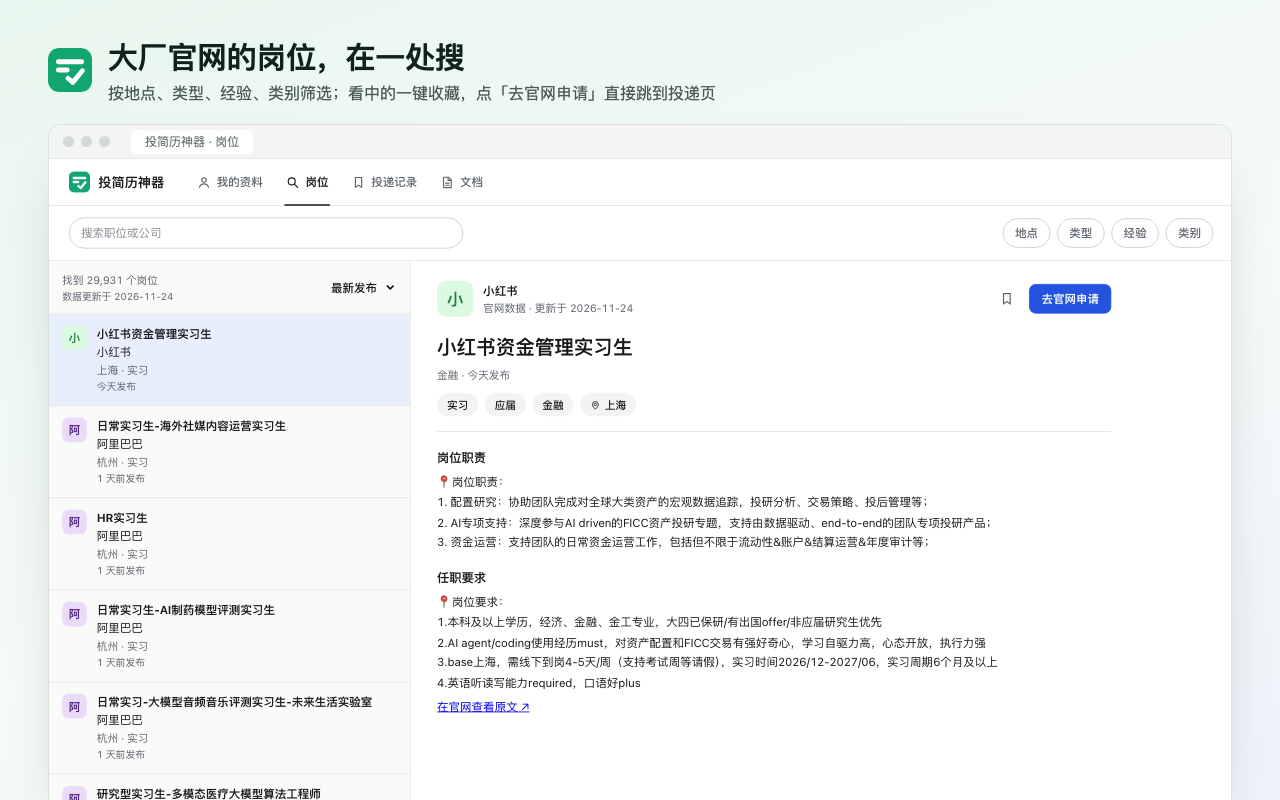 大厂官网的岗位，在一处搜
按地点、类型、经验、类别筛选；看中的一键收藏，点「去官网申请」直接跳到投递页
投简历神器 · 岗位
投简历神器
我的资料
岗位
投递记录
文档
搜索职位或公司
地点
类型
经验
类别
找到 29,931 个岗位
数据更新于 2026-11-24
最新发布
小
小红书资金管理实习生
小红书
上海 · 实习
今天发布
阿
日常实习生-海外社媒内容运营实习生
阿里巴巴
杭州 · 实习
1 天前发布
阿
HR实习生
阿里巴巴
杭州 · 实习
1 天前发布
阿
日常实习生-AI制药模型评测实习生
阿里巴巴
杭州 · 实习
1 天前发布
阿
日常实习-大模型音频音乐评测实习生-未来生活实验室
阿里巴巴
杭州 · 实习
1 天前发布
阿
研究型实习生-多模态医疗大模型算法工程师
小
小红书
官网数据 · 更新于 2026-11-24
去官网申请
小红书资金管理实习生
金融 · 今天发布
实习
应届
金融
上海
岗位职责
📍岗位职责：
1. 配置研究：协助团队完成对全球大类资产的宏观数据追踪，投研分析、交易策略、投后管理等；
2. AI专项支持：深度参与AI driven的FICC资产投研专题，支持由数据驱动、end-to-end的团队专项投研产品；
3. 资金运营：支持团队的日常资金运营工作，包括但不限于流动性&账户&结算运营&年度审计等；
任职要求
📍岗位要求：
1.本科及以上学历，经济、金融、金工专业，大四已保研/有出国offer/非应届研究生优先
2.AI agent/coding使用经历must，对资产配置和FICC交易有强好奇心，学习自驱力高，心态开放，执行力强
3.base上海，需线下到岗4-5天/周（支持考试周等请假），实习时间2026/12-2027/06，实习周期6个月及以上
4.英语听读写能力required，口语好plus
在官网查看原文 ↗